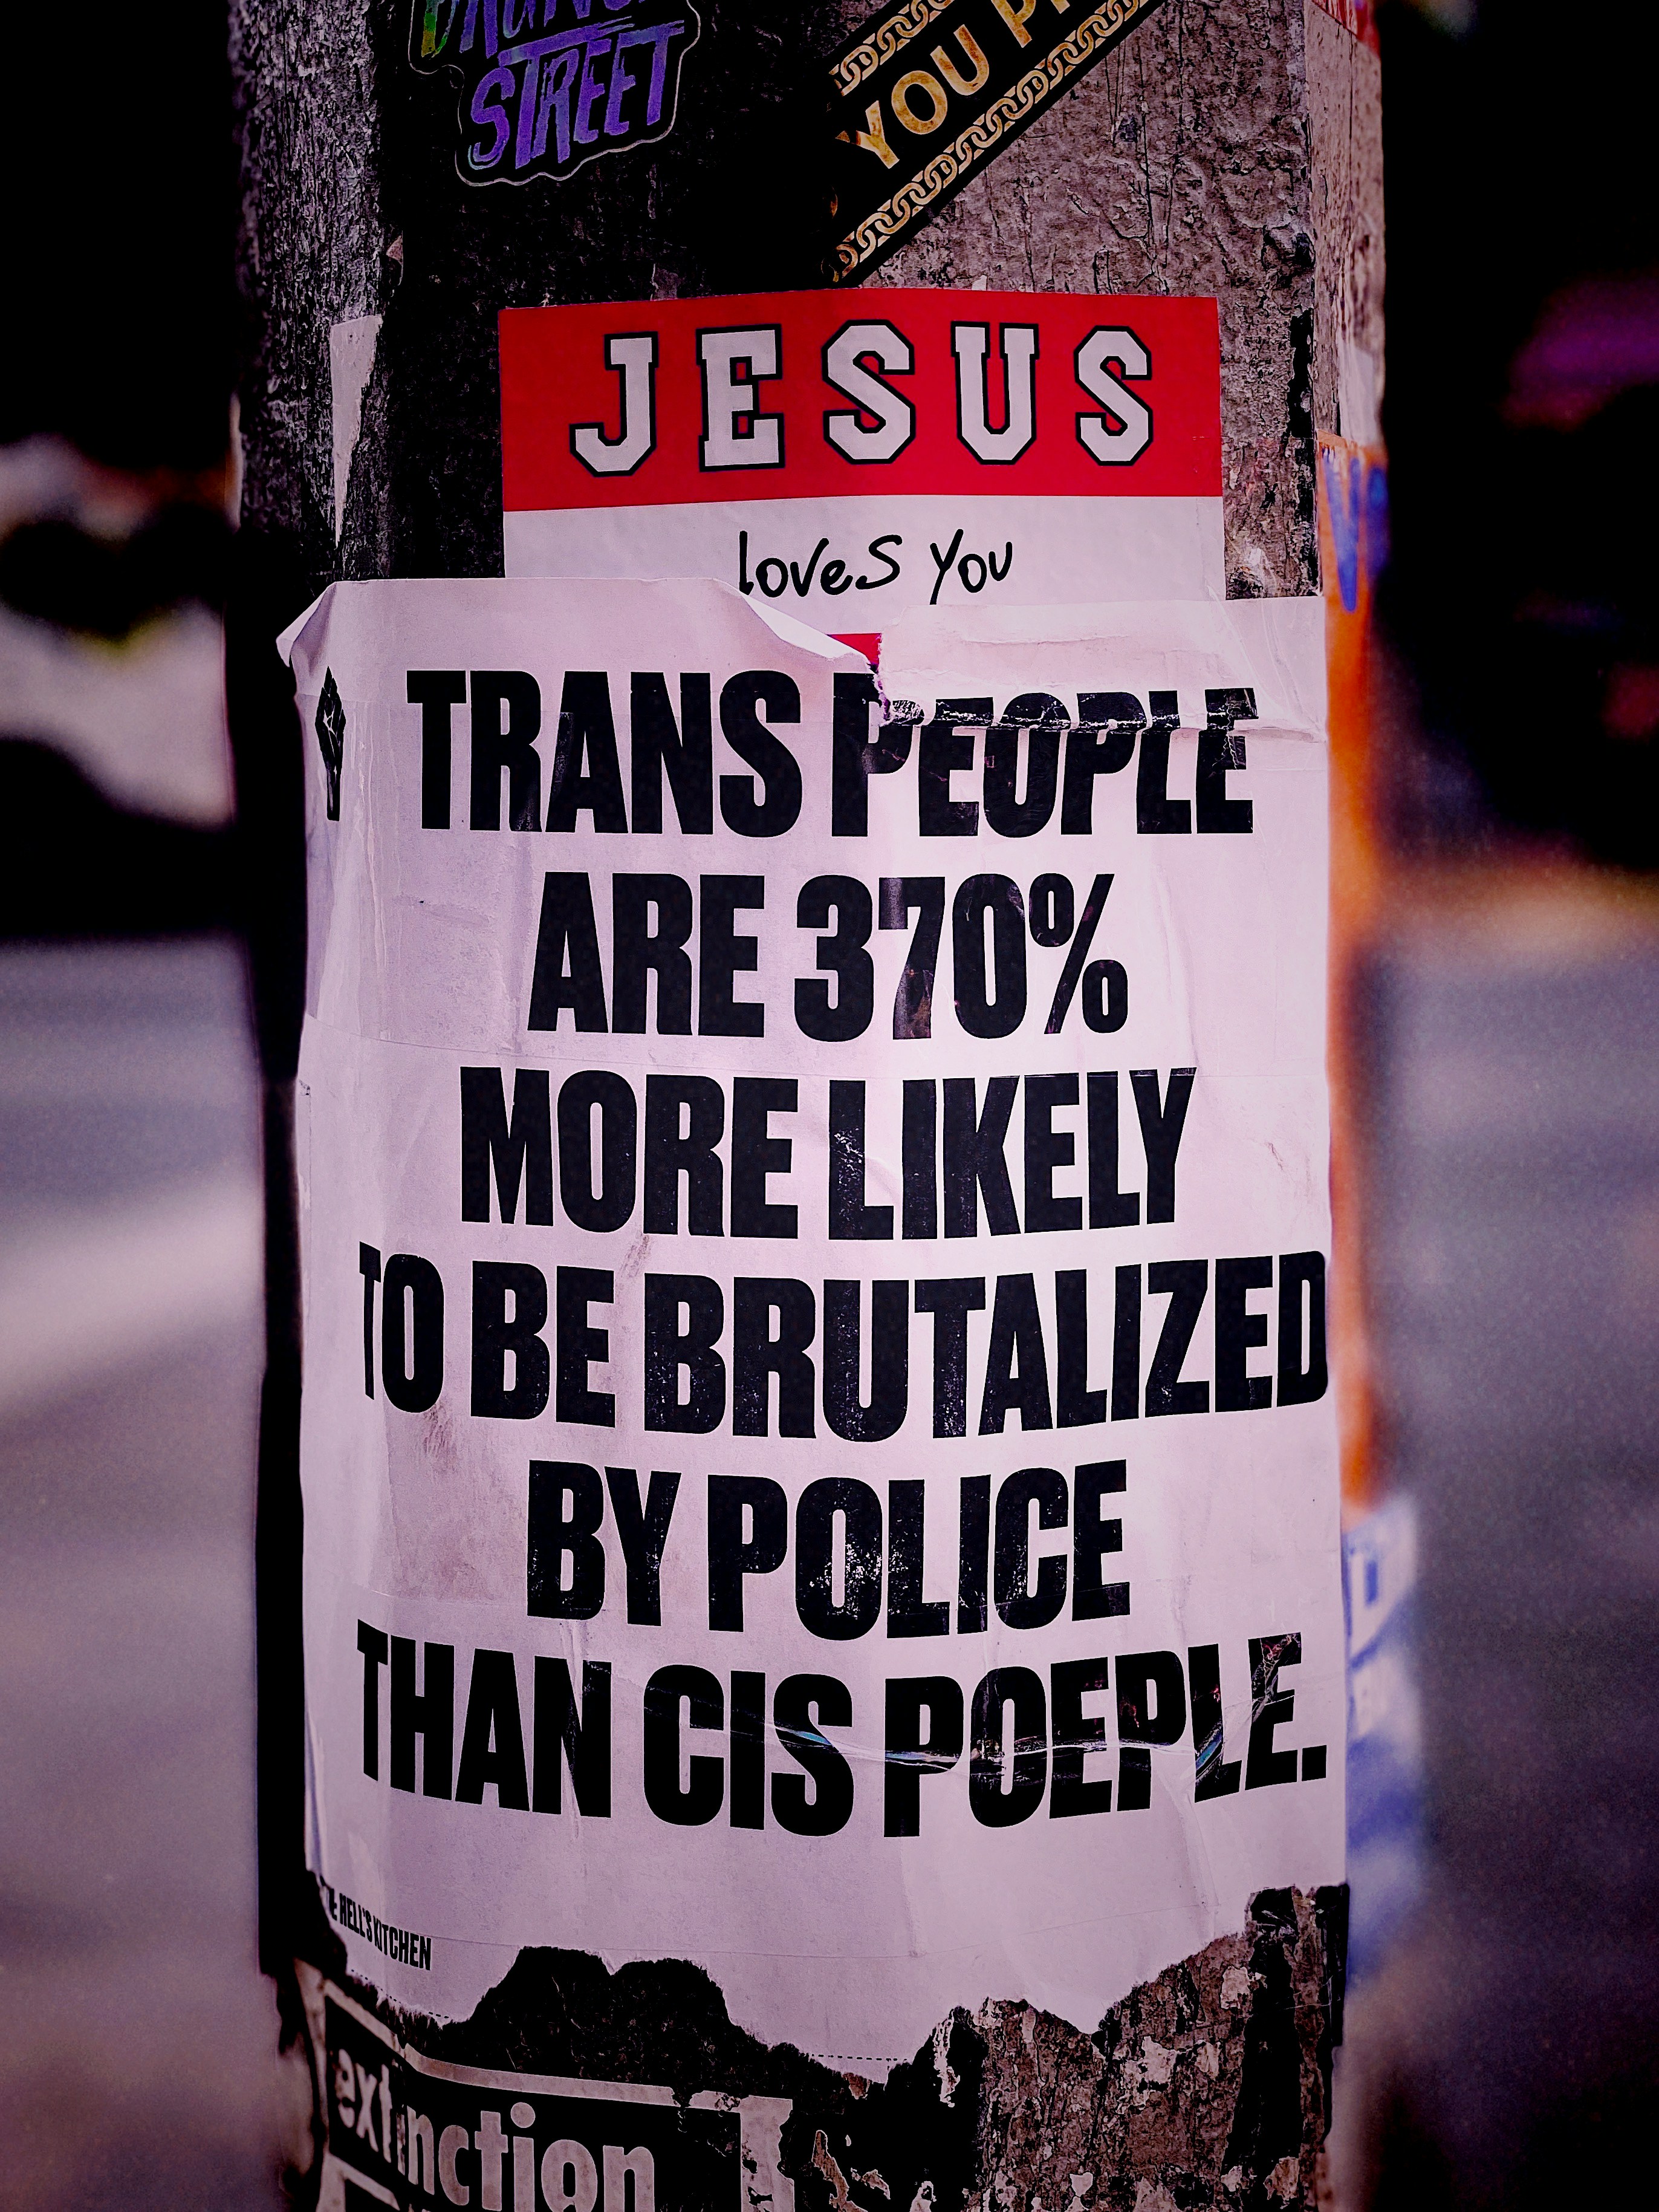 STREET
YOU
JESUS
loves you
TRANS PEOPLE
ARE 370%
MORE LIKELY
TO BE BRUTALIZED
BY POLICE
THAN CIS POEPLE.
HELL'S KITCHEN
extinction